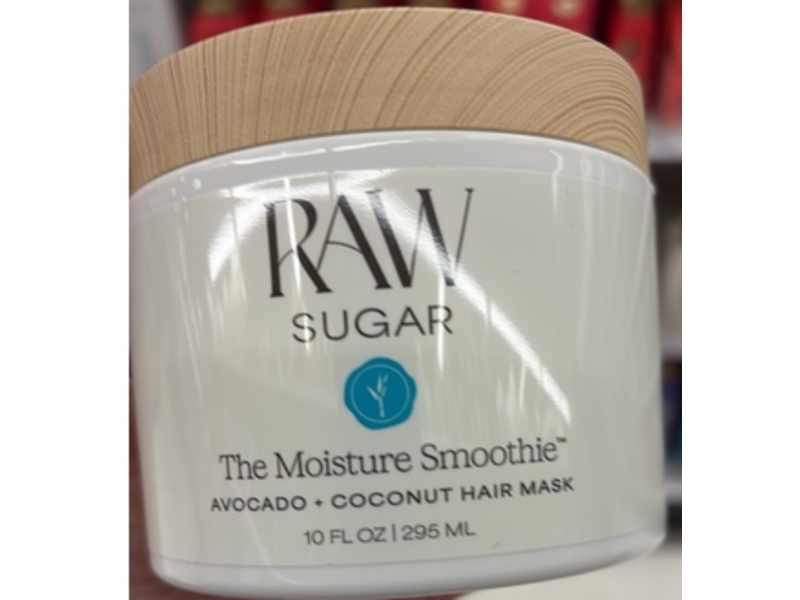 RAW
SUGAR
The Moisture Smoothie™
AVOCADO + COCONUT HAIR MASK
10 FL OZ | 295 ML